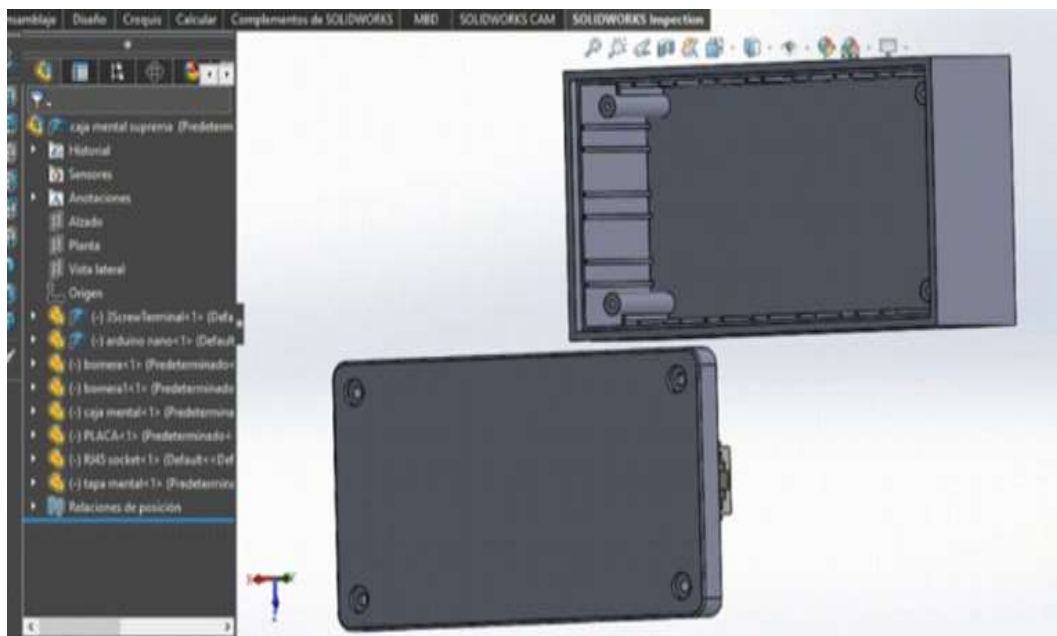 nsamblaje Diseño Croquis Calcular Complementos de SOLIDWORKS MBD SOLIDWORKS CAM SOLIDWORKS Inspection
caja mental suprema (Predeterm
Historial
Sensores
Anotaciones
Alzado
Planta
Vista lateral
Origen
(-) 3ScrewTerminal<1> (Defa
(-) arduino nano<1> (Default
(-) bornera<1> (Predeterminado<
(-) bornera1<1> (Predeterminado
(-) caja mental<1> (Predetermina
(-) PLACA<1> (Predeterminado<
(-) RJ45 socket<1> (Default<<Def
(-) tapa mental<1> (Predetermina
Relaciones de posición